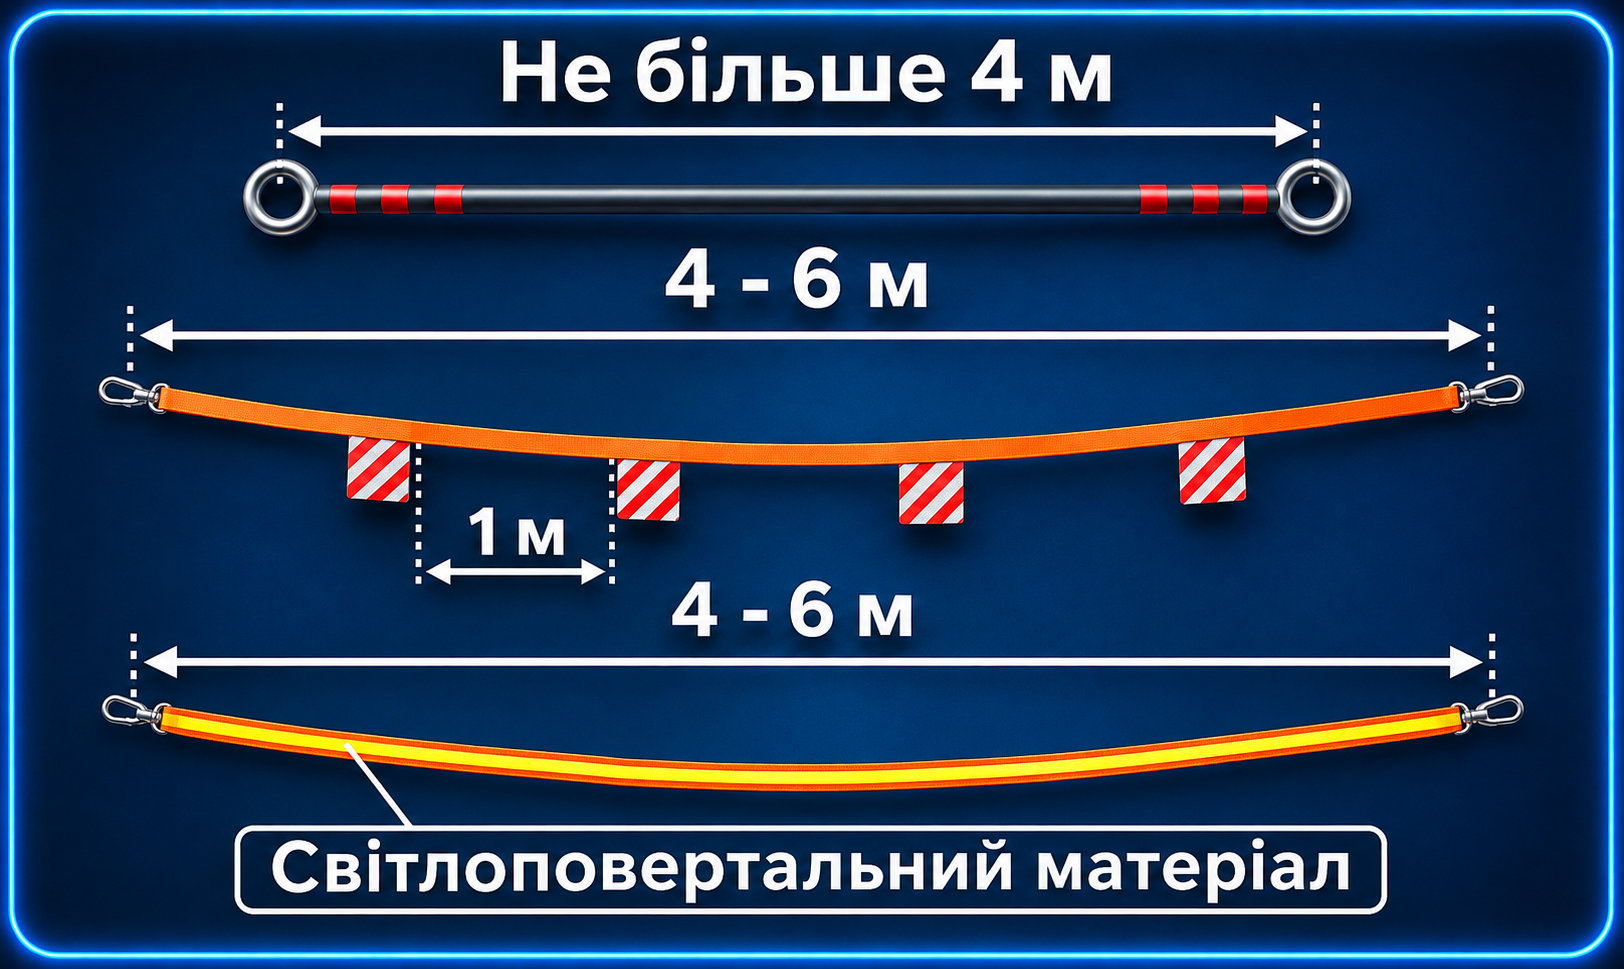 Не більше 4 м
4 - 6 м
1 м
4 - 6 м
Світлоповертальний матеріал